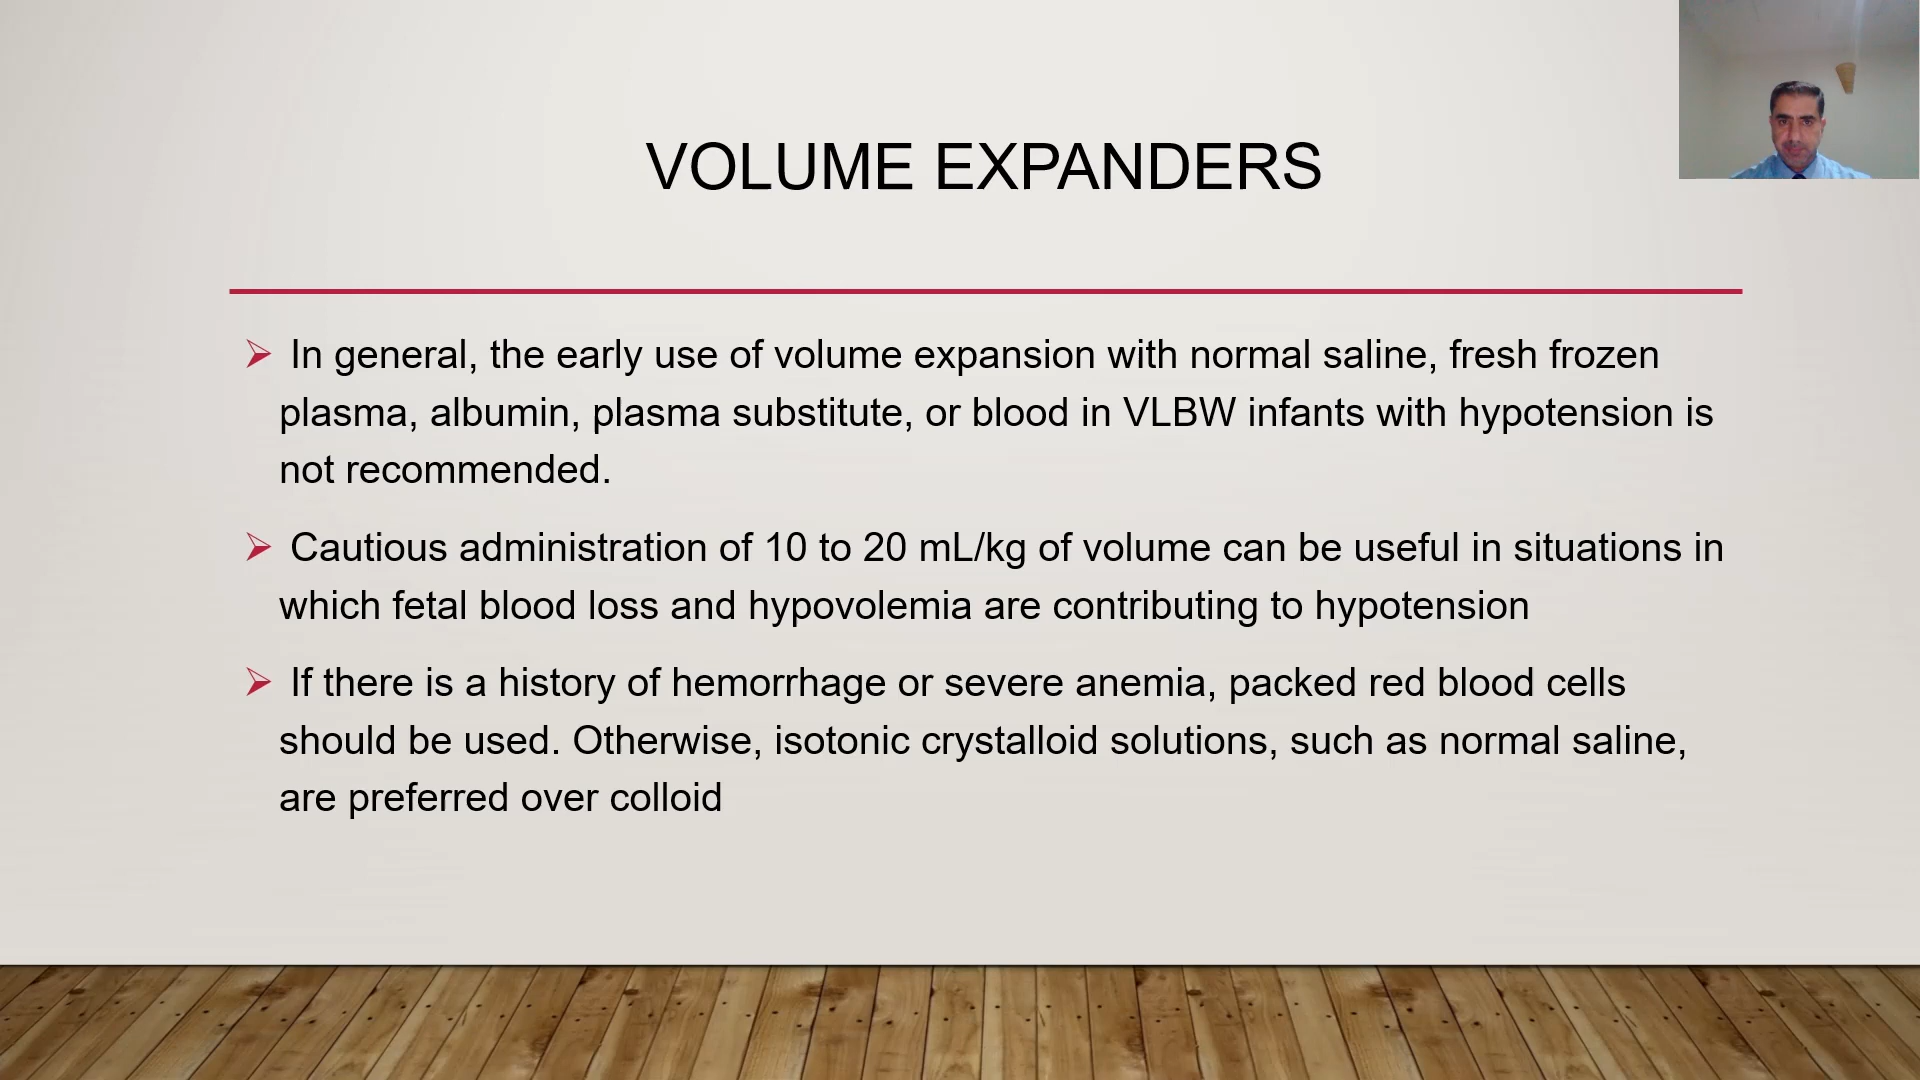 VOLUME EXPANDERS
➢ In general, the early use of volume expansion with normal saline, fresh frozen
plasma, albumin, plasma substitute, or blood in VLBW infants with hypotension is
not recommended.
➢ Cautious administration of 10 to 20 mL/kg of volume can be useful in situations in
which fetal blood loss and hypovolemia are contributing to hypotension
➢ If there is a history of hemorrhage or severe anemia, packed red blood cells
should be used. Otherwise, isotonic crystalloid solutions, such as normal saline,
are preferred over colloid